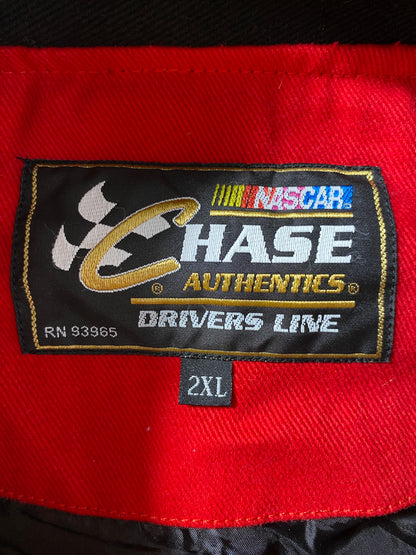 NASCAR
CHASE
AUTHENTICS®
DRIVERS LINE
RN 93965
2XL